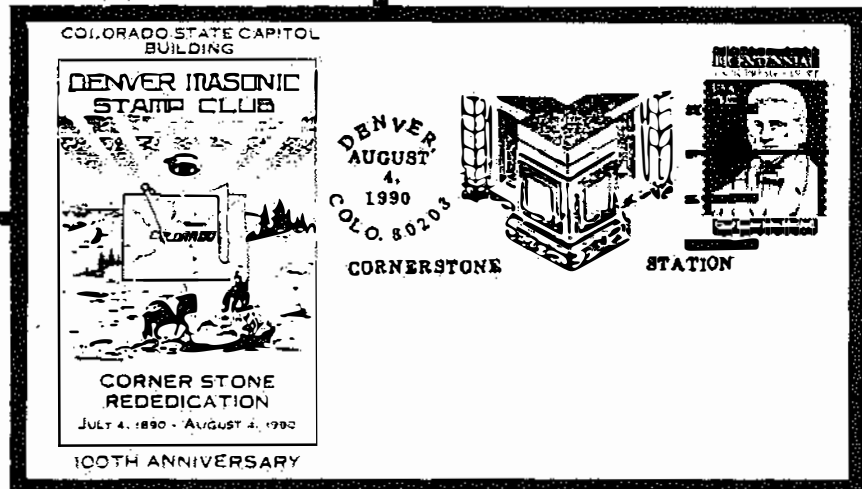 COLORADO STATE CAPITOL
BUILDING
DENVER MASONIC
STAMP CLUB
COLORADO
CORNER STONE
REDEDICATION
JULY 4, 1890 - AUGUST 4, 1990
100TH ANNIVERSARY
DENVER,
AUGUST
4,
1990
COLO. 80203
CORNERSTONE STATION
BICENTENNIAL